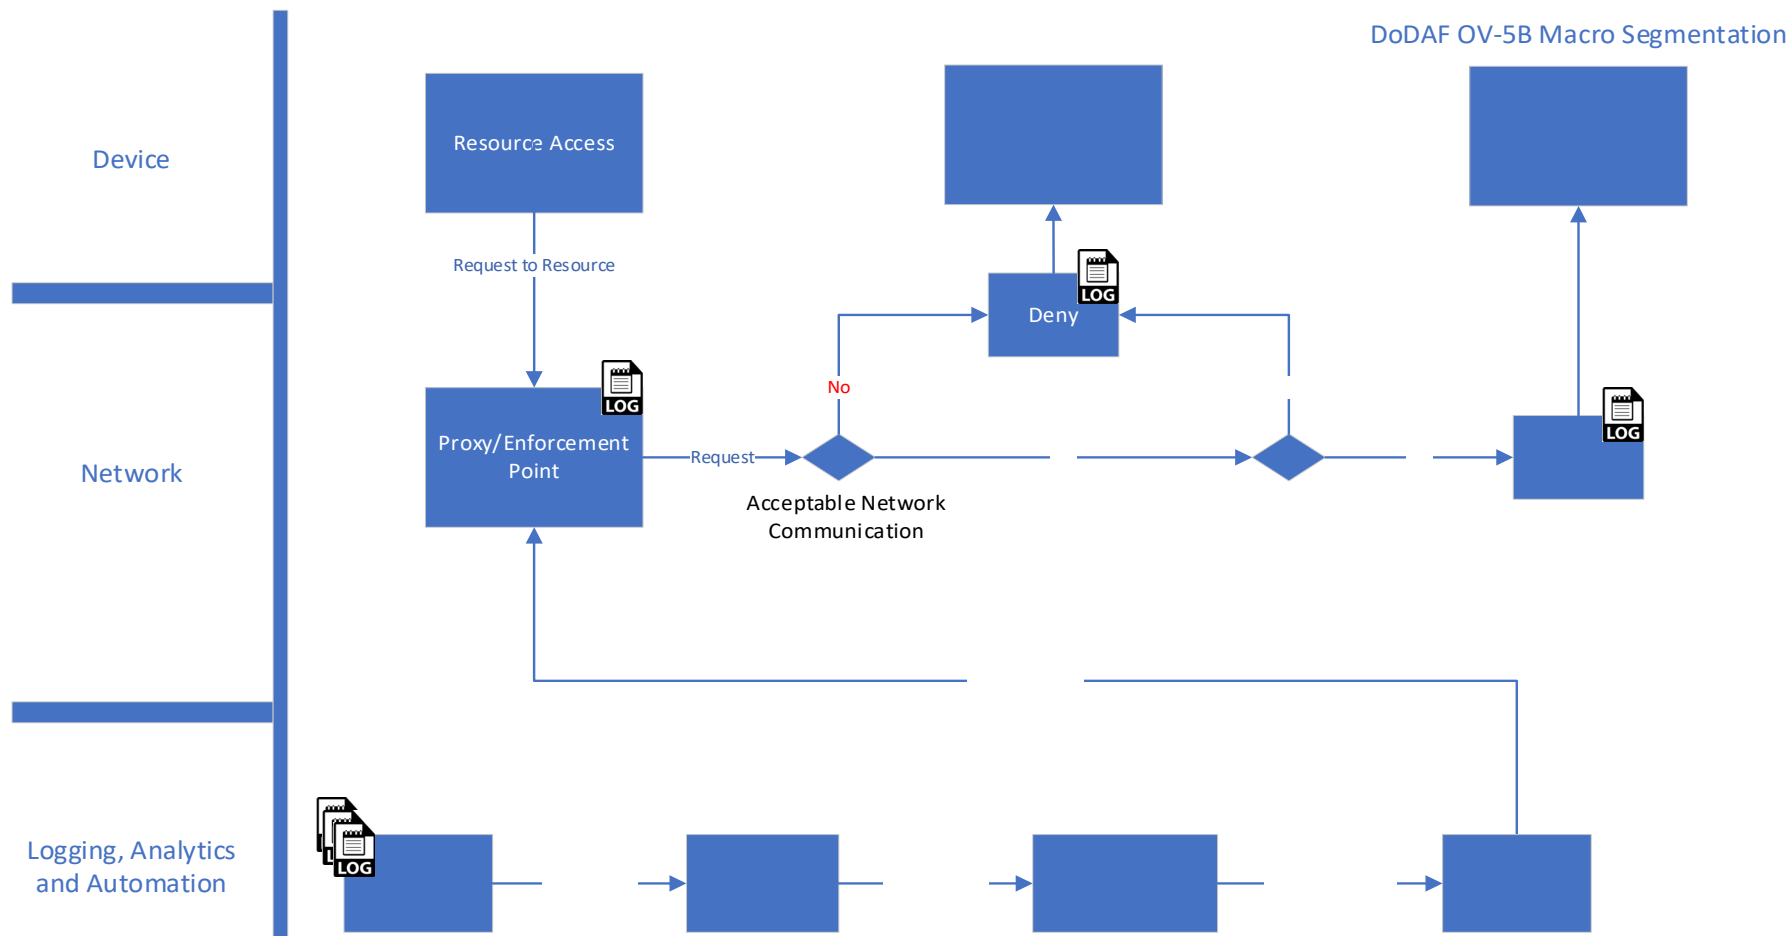 DoDAF OV-5B Macro Segmentation
Device
Resource Access
Request to Resource
LOG
Deny
No
LOG
LOG
Network
Proxy/Enforcement
Point
Request
Acceptable Network
Communication
Logging, Analytics
and Automation
LOG